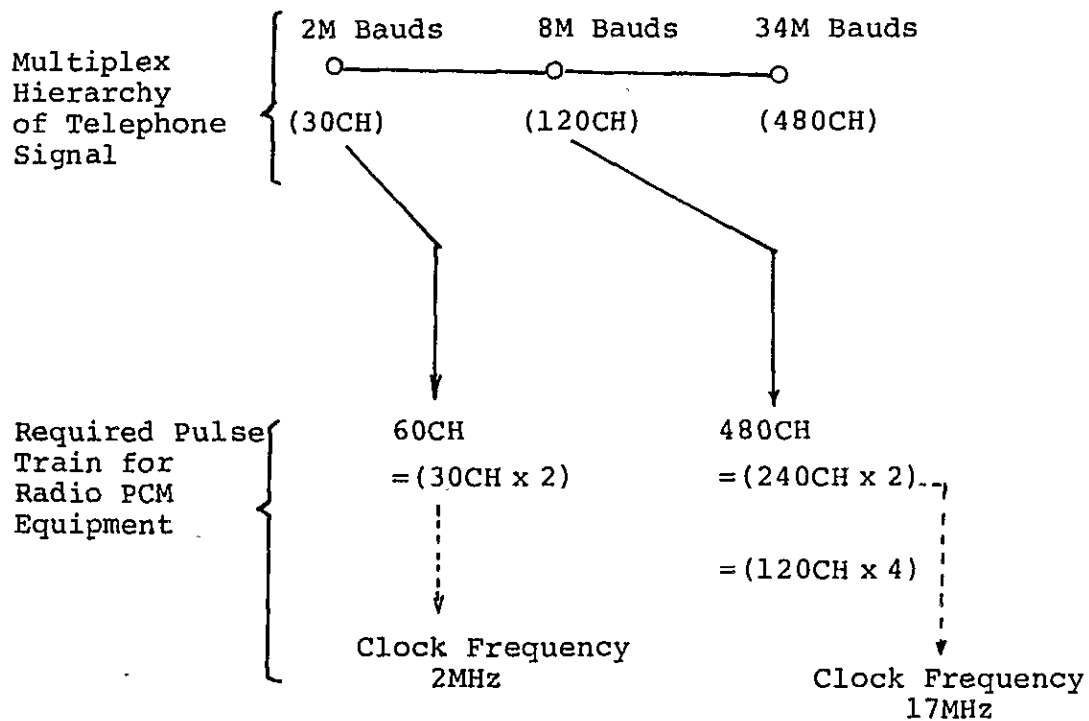 2M Bauds 8M Bauds 34M Bauds
Multiplex
Hierarchy
of Telephone
Signal
(30CH) (120CH) (480CH)
Required Pulse
Train for
Radio PCM
Equipment
60CH
=(30CH x 2)
480CH
=(240CH x 2)
=(120CH x 4)
Clock Frequency
2MHz
Clock Frequency
17MHz